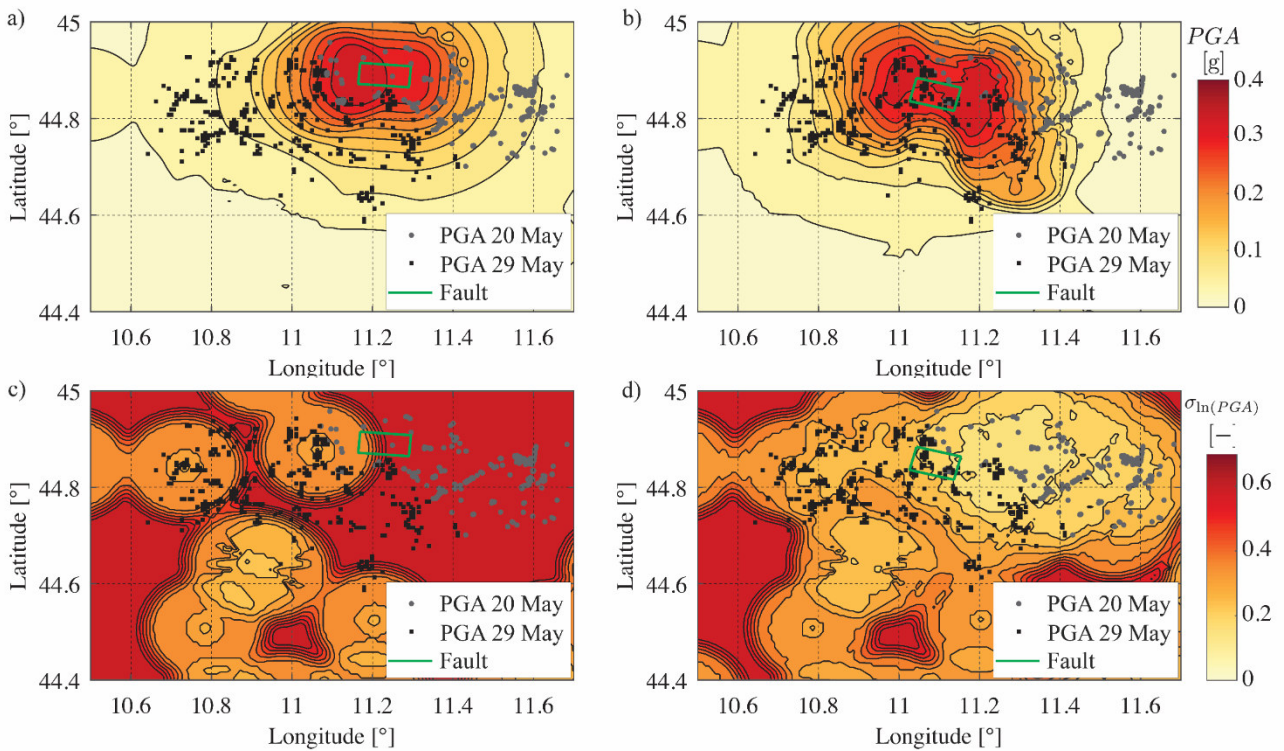 a)
45
44.8
44.6
44.4
Latitude [°]
10.6 10.8 11 11.2 11.4 11.6
Longitude [°]
PGA 20 May
PGA 29 May
Fault
b)
45
44.8
44.6
44.4
Latitude [°]
10.6 10.8 11 11.2 11.4 11.6
Longitude [°]
PGA 20 May
PGA 29 May
Fault
PGA
[g]
0.4
0.3
0.2
0.1
0
c)
45
44.8
44.6
44.4
Latitude [°]
10.6 10.8 11 11.2 11.4 11.6
Longitude [°]
PGA 20 May
PGA 29 May
Fault
d)
45
44.8
44.6
44.4
Latitude [°]
10.6 10.8 11 11.2 11.4 11.6
Longitude [°]
PGA 20 May
PGA 29 May
Fault
σln(PGA)
[−]
0.6
0.4
0.2
0